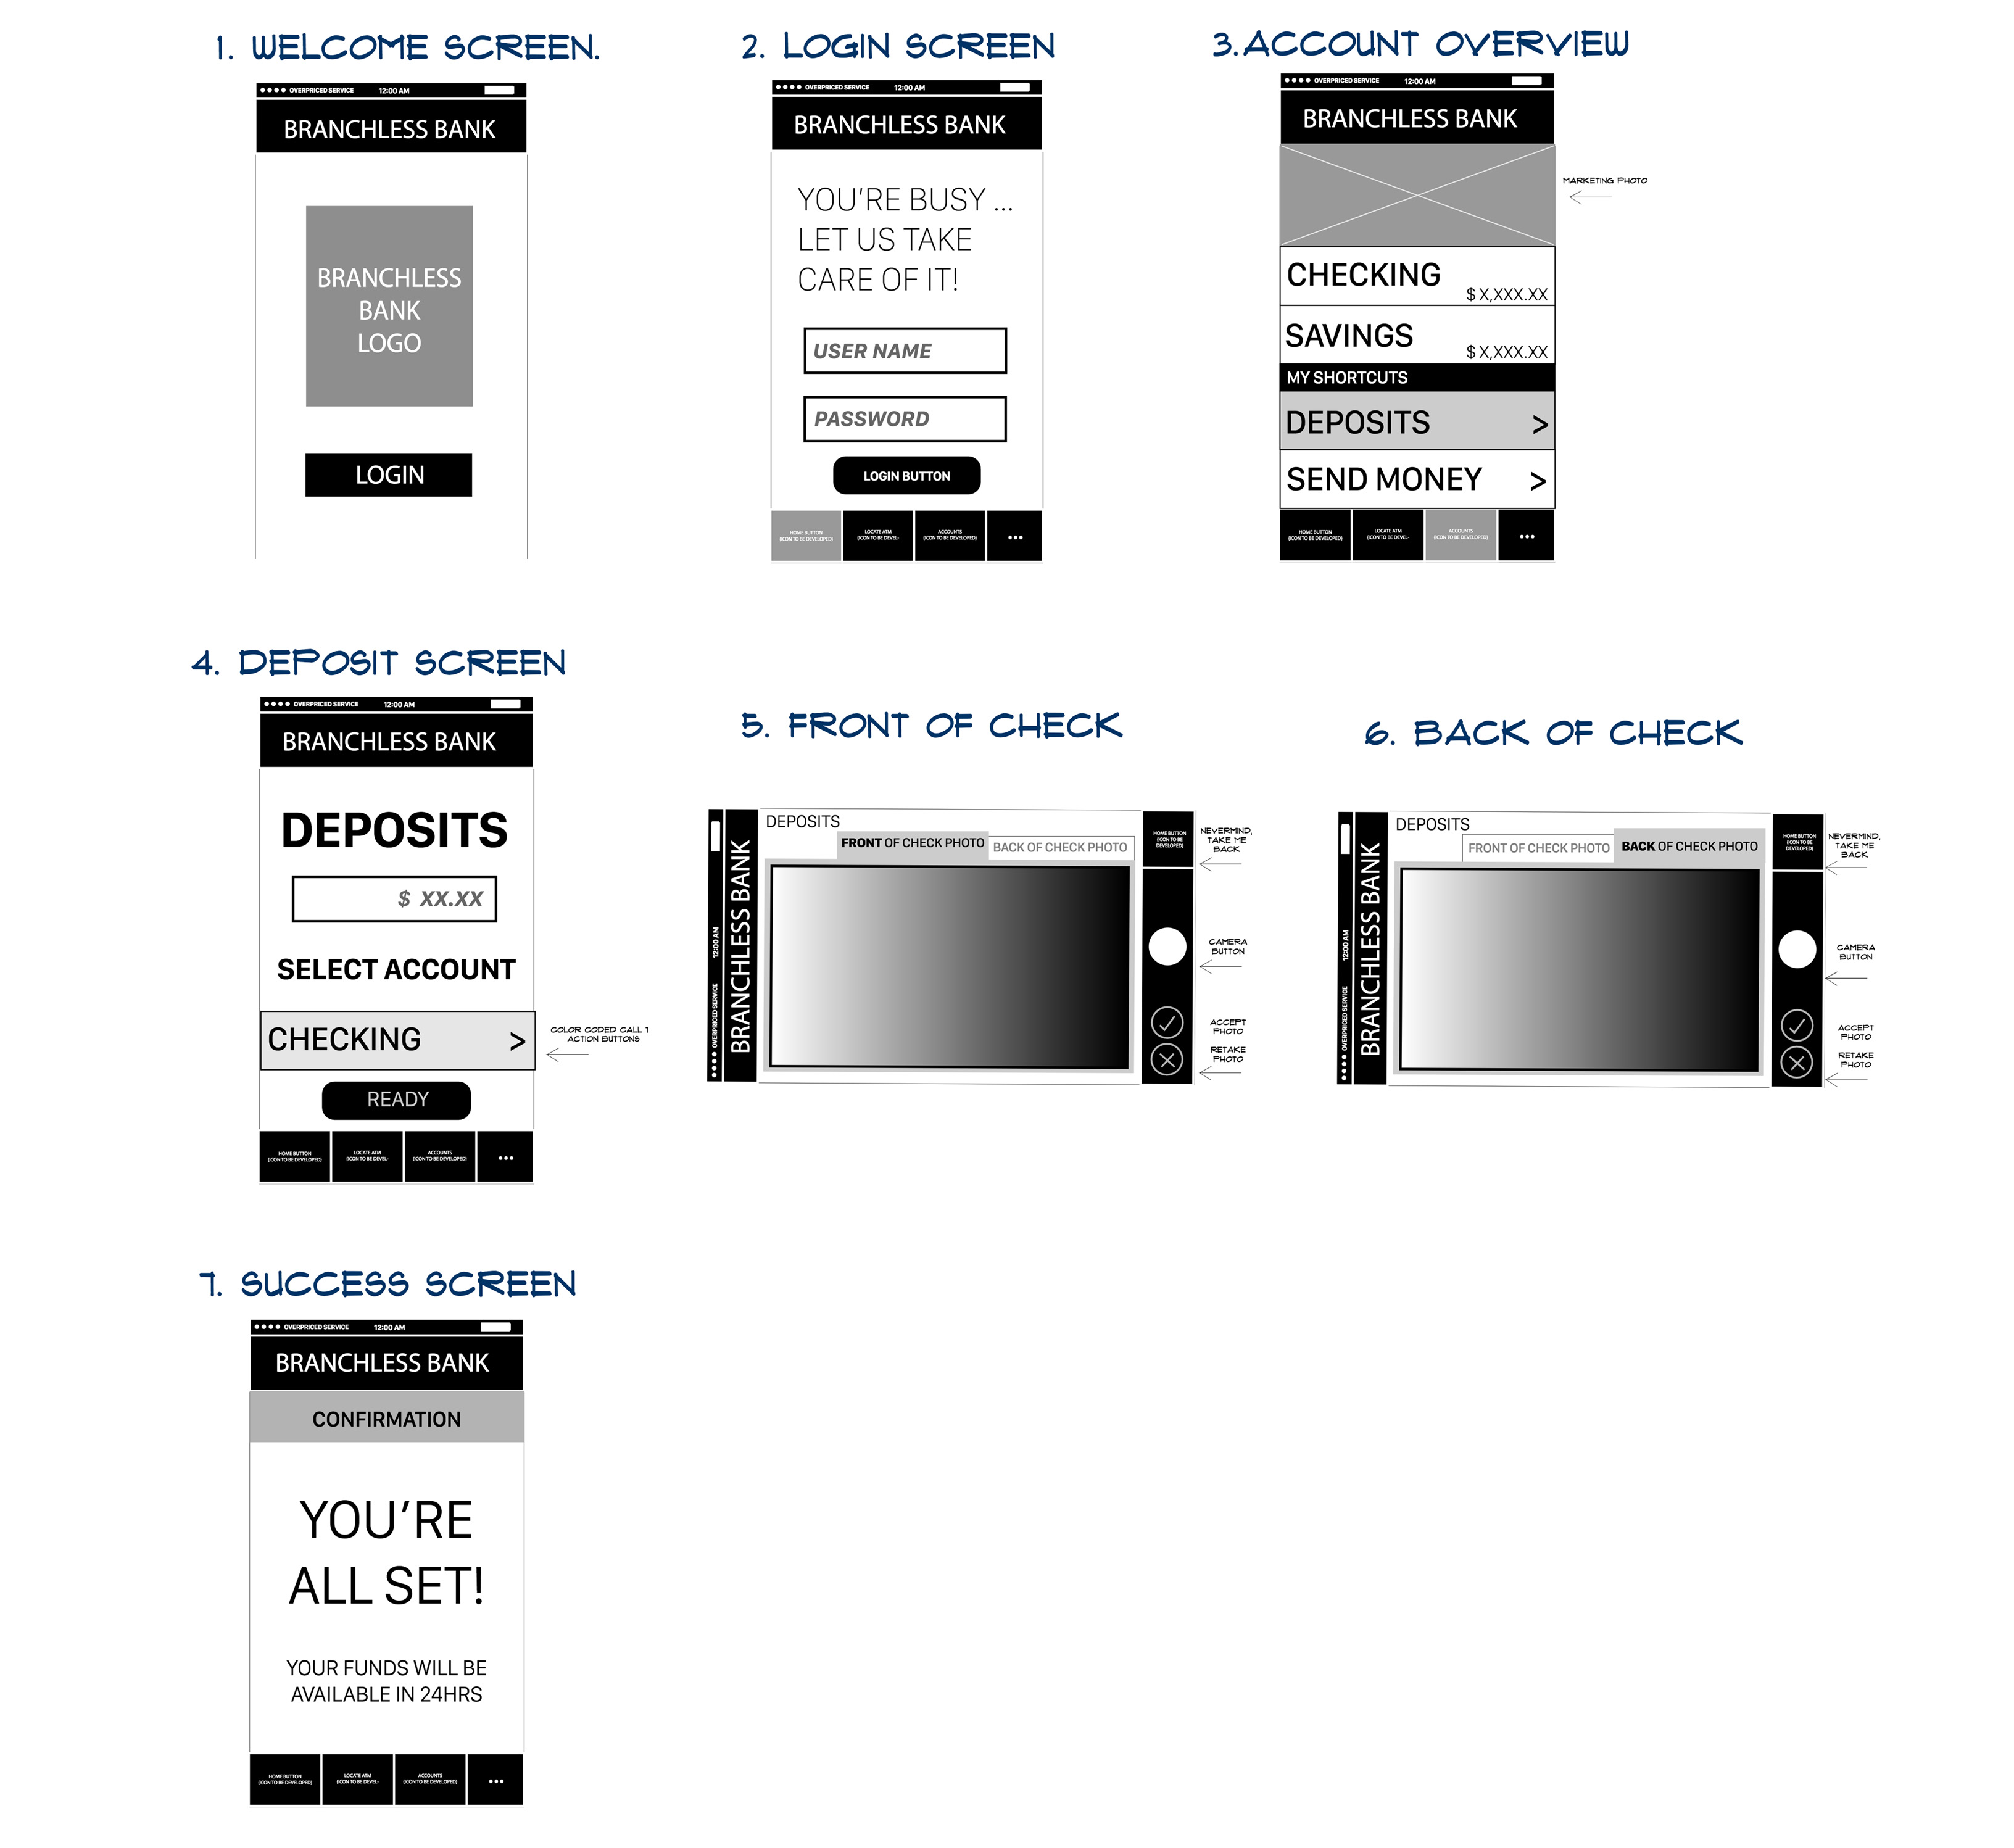 1. WELCOME SCREEN.
OVERPRICED SERVICE 12:00 AM
BRANCHLESS BANK
BRANCHLESS
BANK
LOGO
LOGIN
2. LOGIN SCREEN
OVERPRICED SERVICE 12:00 AM
BRANCHLESS BANK
YOU'RE BUSY ...
LET US TAKE
CARE OF IT!
USER NAME
PASSWORD
LOGIN BUTTON
HOME BUTTON
(ICON TO BE DEVELOPED)
LOCATE ATM
(ICON TO BE DEVEL-
ACCOUNTS
(ICON TO BE DEVELOPED)
...
3.ACCOUNT OVERVIEW
OVERPRICED SERVICE 12:00 AM
BRANCHLESS BANK
MARKETING PHOTO
CHECKING
$ X,XXX.XX
SAVINGS
$ X,XXX.XX
MY SHORTCUTS
DEPOSITS >
SEND MONEY >
HOME BUTTON
(ICON TO BE DEVELOPED)
LOCATE ATM
(ICON TO BE DEVEL-
ACCOUNTS
(ICON TO BE DEVELOPED)
...
4. DEPOSIT SCREEN
OVERPRICED SERVICE 12:00 AM
BRANCHLESS BANK
DEPOSITS
$ XX.XX
SELECT ACCOUNT
CHECKING >
COLOR CODED CALL T
ACTION BUTTONS
READY
HOME BUTTON
(ICON TO BE DEVELOPED)
LOCATE ATM
(ICON TO BE DEVEL-
ACCOUNTS
(ICON TO BE DEVELOPED)
...
5. FRONT OF CHECK
OVERPRICED SERVICE 12:00 AM
BRANCHLESS BANK
DEPOSITS
FRONT OF CHECK PHOTO
BACK OF CHECK PHOTO
HOME BUTTON
(ICON TO BE
DEVELOPED)
NEVERMIND,
TAKE ME
BACK
CAMERA
BUTTON
ACCEPT
PHOTO
RETAKE
PHOTO
6. BACK OF CHECK
OVERPRICED SERVICE 12:00 AM
BRANCHLESS BANK
DEPOSITS
FRONT OF CHECK PHOTO
BACK OF CHECK PHOTO
HOME BUTTON
(ICON TO BE
DEVELOPED)
NEVERMIND,
TAKE ME
BACK
CAMERA
BUTTON
ACCEPT
PHOTO
RETAKE
PHOTO
7. SUCCESS SCREEN
OVERPRICED SERVICE 12:00 AM
BRANCHLESS BANK
CONFIRMATION
YOU'RE
ALL SET!
YOUR FUNDS WILL BE
AVAILABLE IN 24HRS
HOME BUTTON
(ICON TO BE DEVELOPED)
LOCATE ATM
(ICON TO BE DEVEL-
ACCOUNTS
(ICON TO BE DEVELOPED)
...